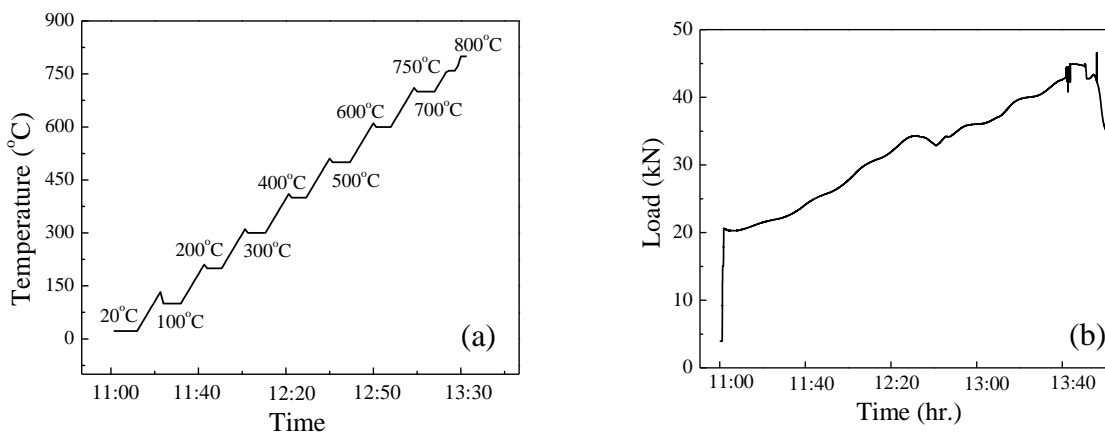 900
750
600
450
300
150
0
Temperature (°C)
20°C
100°C
200°C
300°C
400°C
500°C
600°C
700°C
750°C
800°C
(a)
11:00 11:40 12:20 12:50 13:30
Time
50
40
30
20
10
0
Load (kN)
(b)
11:00 11:40 12:20 13:00 13:40
Time (hr.)